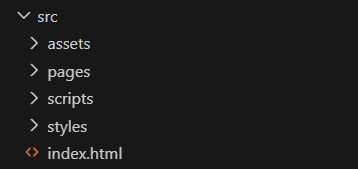 src
assets
pages
scripts
styles
index.html